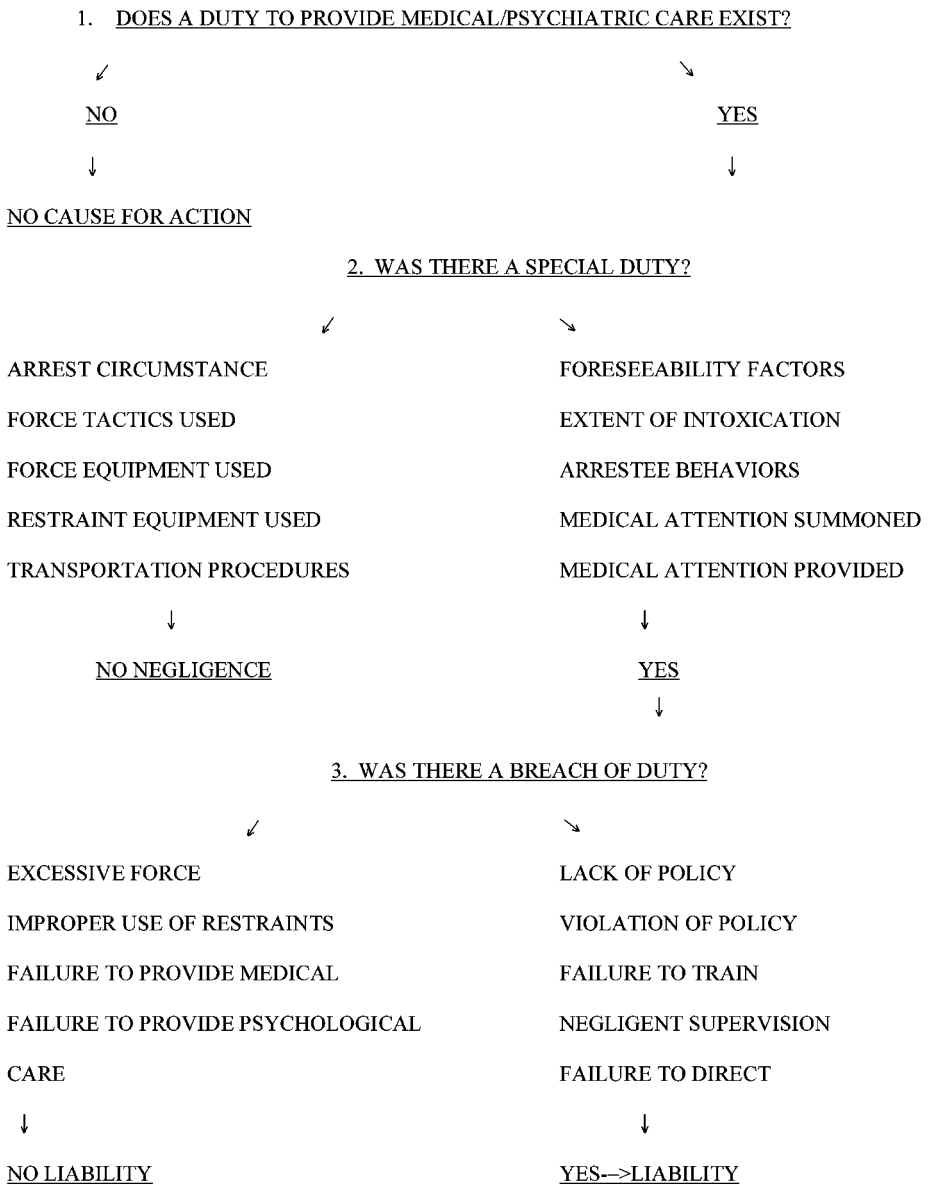 1. DOES A DUTY TO PROVIDE MEDICAL/PSYCHIATRIC CARE EXIST?
NO YES
NO CAUSE FOR ACTION
2. WAS THERE A SPECIAL DUTY?
ARREST CIRCUMSTANCE FORESEEABILITY FACTORS
FORCE TACTICS USED EXTENT OF INTOXICATION
FORCE EQUIPMENT USED ARRESTEE BEHAVIORS
RESTRAINT EQUIPMENT USED MEDICAL ATTENTION SUMMONED
TRANSPORTATION PROCEDURES MEDICAL ATTENTION PROVIDED
NO NEGLIGENCE YES
3. WAS THERE A BREACH OF DUTY?
EXCESSIVE FORCE LACK OF POLICY
IMPROPER USE OF RESTRAINTS VIOLATION OF POLICY
FAILURE TO PROVIDE MEDICAL FAILURE TO TRAIN
FAILURE TO PROVIDE PSYCHOLOGICAL NEGLIGENT SUPERVISION
CARE FAILURE TO DIRECT
NO LIABILITY YES-->LIABILITY